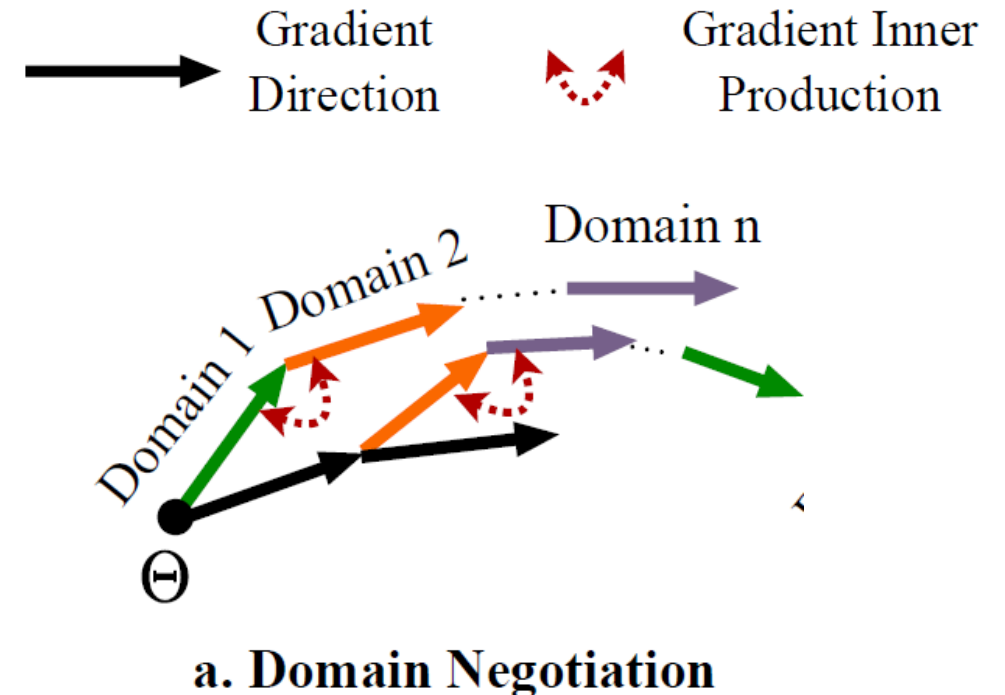 Gradient
Direction
Gradient Inner
Production
Domain 1
Domain 2
Domain n
Θ
a. Domain Negotiation